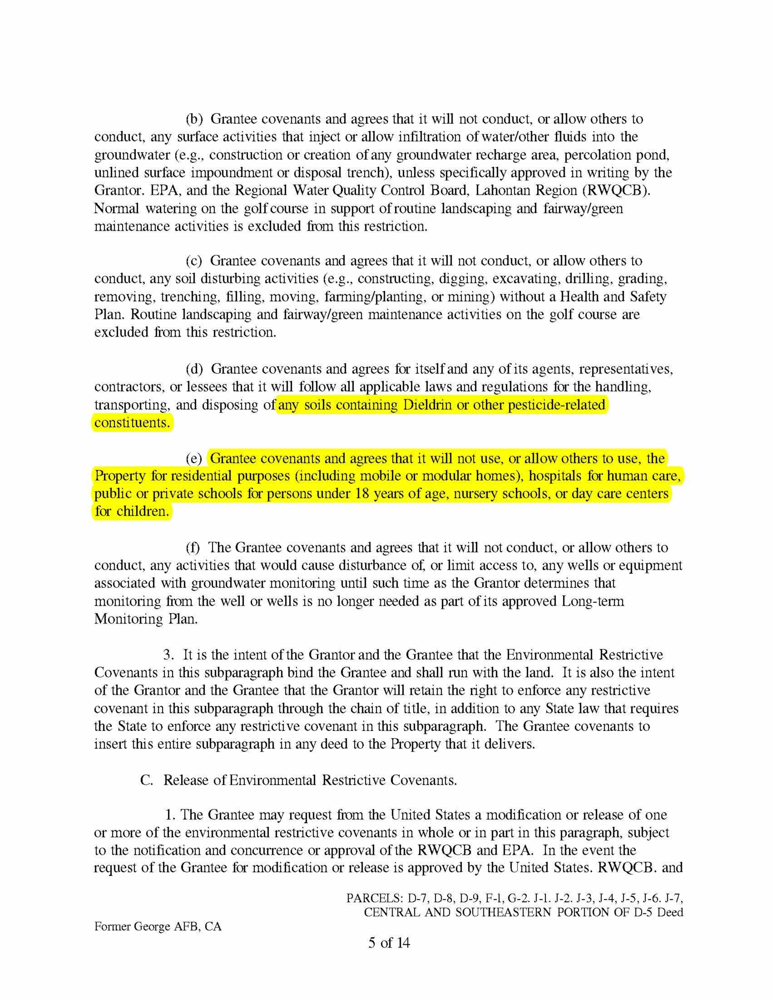 (b) Grantee covenants and agrees that it will not conduct, or allow others to
conduct, any surface activities that inject or allow infiltration of water/other fluids into the
groundwater (e.g., construction or creation of any groundwater recharge area, percolation pond,
unlined surface impoundment or disposal trench), unless specifically approved in writing by the
Grantor. EPA, and the Regional Water Quality Control Board, Lahontan Region (RWQCB).
Normal watering on the golf course in support of routine landscaping and fairway/green
maintenance activities is excluded from this restriction.
(c) Grantee covenants and agrees that it will not conduct, or allow others to
conduct, any soil disturbing activities (e.g., constructing, digging, excavating, drilling, grading,
removing, trenching, filling, moving, farming/planting, or mining) without a Health and Safety
Plan. Routine landscaping and fairway/green maintenance activities on the golf course are
excluded from this restriction.
(d) Grantee covenants and agrees for itself and any of its agents, representatives,
contractors, or lessees that it will follow all applicable laws and regulations for the handling,
transporting, and disposing of any soils containing Dieldrin or other pesticide-related
constituents.
(e) Grantee covenants and agrees that it will not use, or allow others to use, the
Property for residential purposes (including mobile or modular homes), hospitals for human care,
public or private schools for persons under 18 years of age, nursery schools, or day care centers
for children.
(f) The Grantee covenants and agrees that it will not conduct, or allow others to
conduct, any activities that would cause disturbance of, or limit access to, any wells or equipment
associated with groundwater monitoring until such time as the Grantor determines that
monitoring from the well or wells is no longer needed as part of its approved Long-term
Monitoring Plan.
3. It is the intent of the Grantor and the Grantee that the Environmental Restrictive
Covenants in this subparagraph bind the Grantee and shall run with the land. It is also the intent
of the Grantor and the Grantee that the Grantor will retain the right to enforce any restrictive
covenant in this subparagraph through the chain of title, in addition to any State law that requires
the State to enforce any restrictive covenant in this subparagraph. The Grantee covenants to
insert this entire subparagraph in any deed to the Property that it delivers.
C. Release of Environmental Restrictive Covenants.
1. The Grantee may request from the United States a modification or release of one
or more of the environmental restrictive covenants in whole or in part in this paragraph, subject
to the notification and concurrence or approval of the RWQCB and EPA. In the event the
request of the Grantee for modification or release is approved by the United States. RWQCB. and
PARCELS: D-7, D-8, D-9, F-1, G-2. J-1. J-2. J-3, J-4, J-5, J-6. J-7,
CENTRAL AND SOUTHEASTERN PORTION OF D-5 Deed
Former George AFB, CA
5 of 14